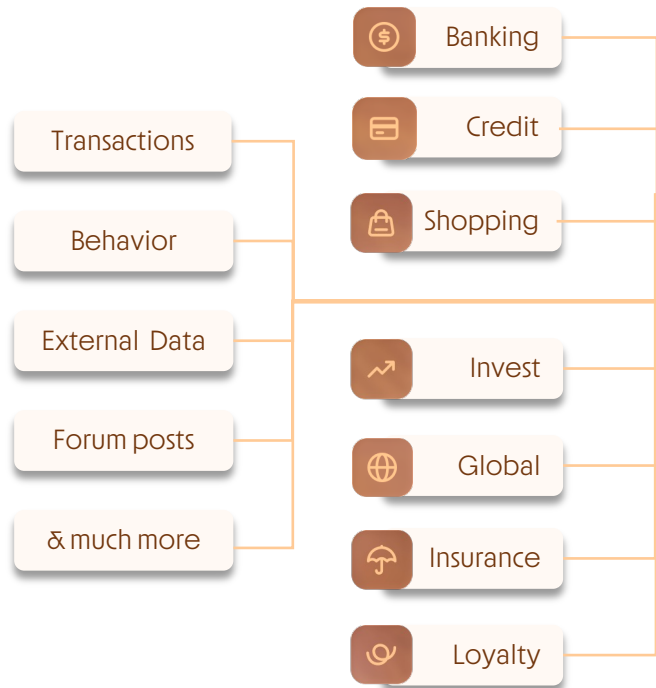 Transactions
Behavior
External Data
Forum posts
& much more
Banking
Credit
Shopping
Invest
Global
Insurance
Loyalty